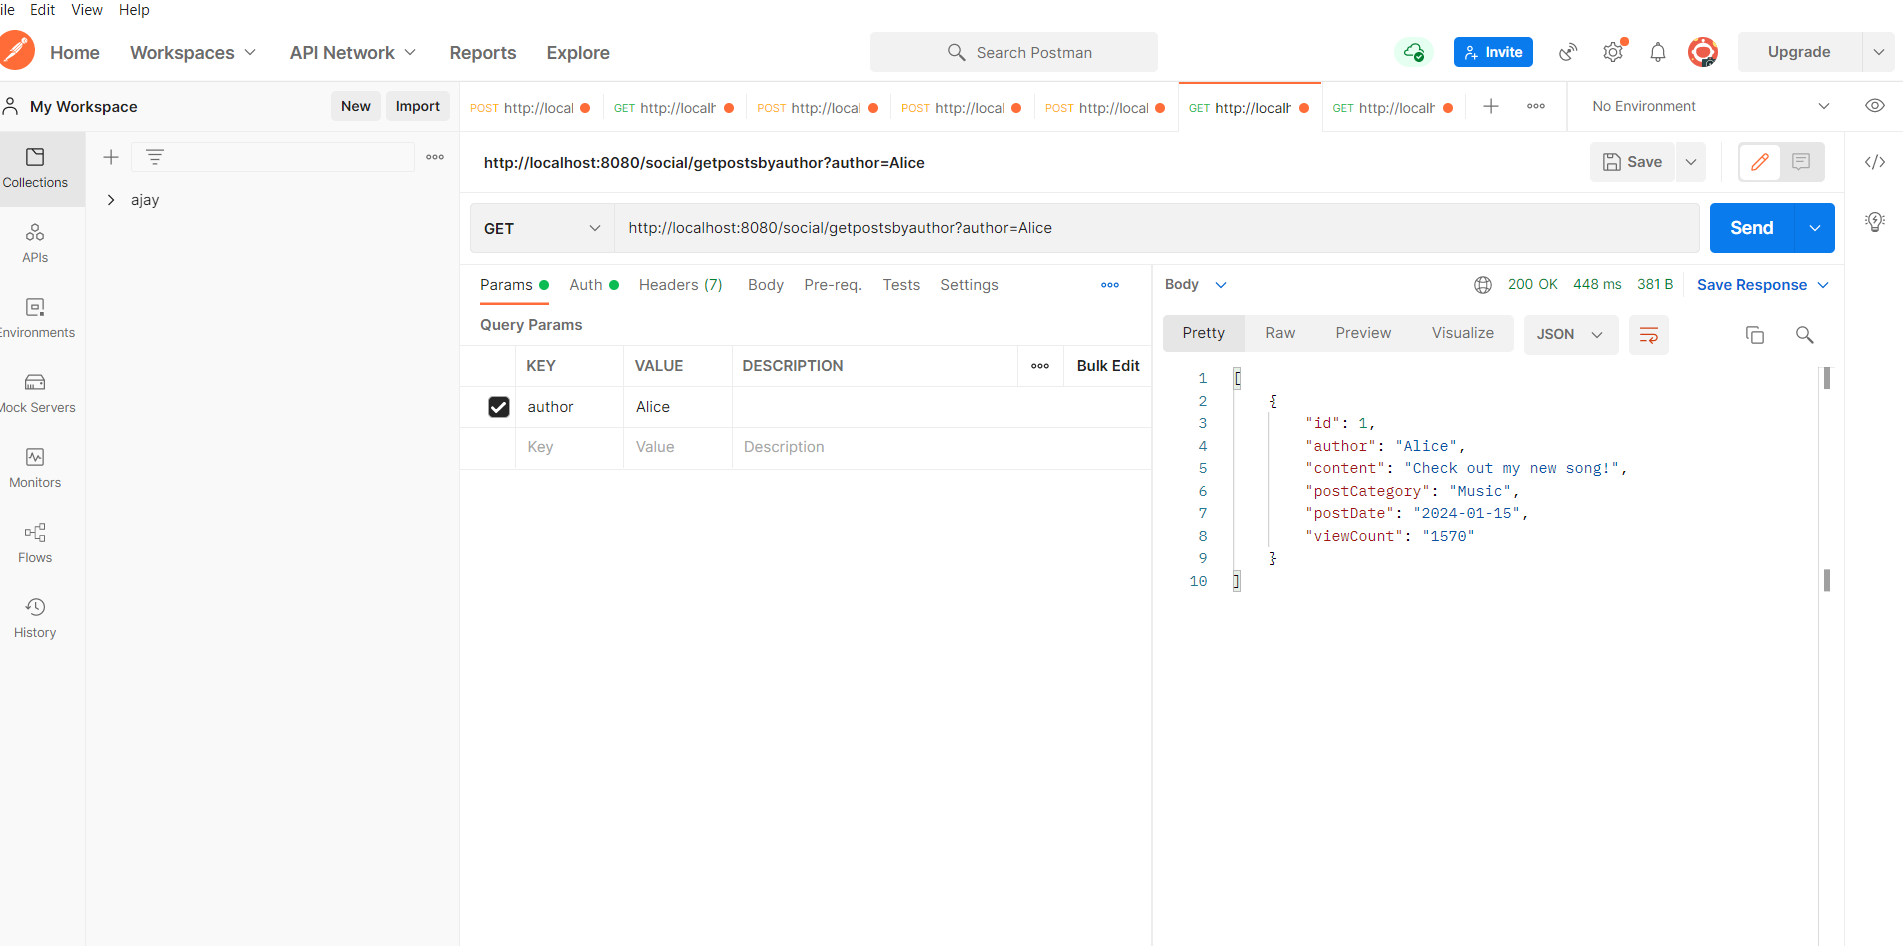 ile Edit View Help
Home Workspaces API Network Reports Explore Search Postman Invite Upgrade
My Workspace New Import
POST http://local GET http://localh POST http://local POST http://local POST http://local GET http://localh GET http://localh No Environment
Collections
APIs
Environments
Mock Servers
Monitors
Flows
History
ajay
http://localhost:8080/social/getpostsbyauthor?author=Alice Save
GET http://localhost:8080/social/getpostsbyauthor?author=Alice Send
Params Auth Headers (7) Body Pre-req. Tests Settings
Query Params
KEY VALUE DESCRIPTION Bulk Edit
author Alice
Key Value Description
Body 200 OK 448 ms 381 B Save Response
Pretty Raw Preview Visualize JSON
1 [
2 {
3 "id": 1,
4 "author": "Alice",
5 "content": "Check out my new song!",
6 "postCategory": "Music",
7 "postDate": "2024-01-15",
8 "viewCount": "1570"
9 }
10 ]